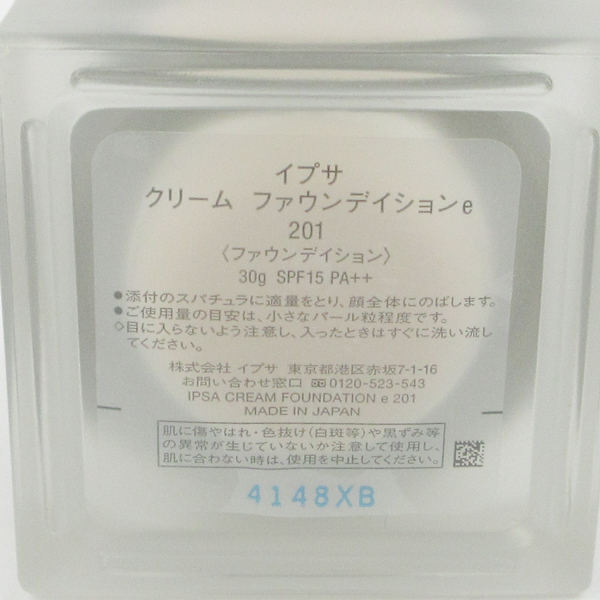 イプサ
クリーム ファウンデイションe
201
〈ファウンデイション〉
30g SPF15 PA++
●添付のスパチュラに適量をとり、顔全体にのばします。
●ご使用量の目安は、小さなパール粒程度です。
◇目に入らないよう注意し、入ったときはすぐに洗い流し
てください。
株式会社 イプサ 東京都港区赤坂7-1-16
お問い合わせ窓口 0120-523-543
IPSA CREAM FOUNDATION e 201
MADE IN JAPAN
肌に傷やはれ・色抜け(白斑等)や黒ずみ等
の異常が生じていないか注意して使用し、
肌に合わない時は、使用を中止してください。
4148XB